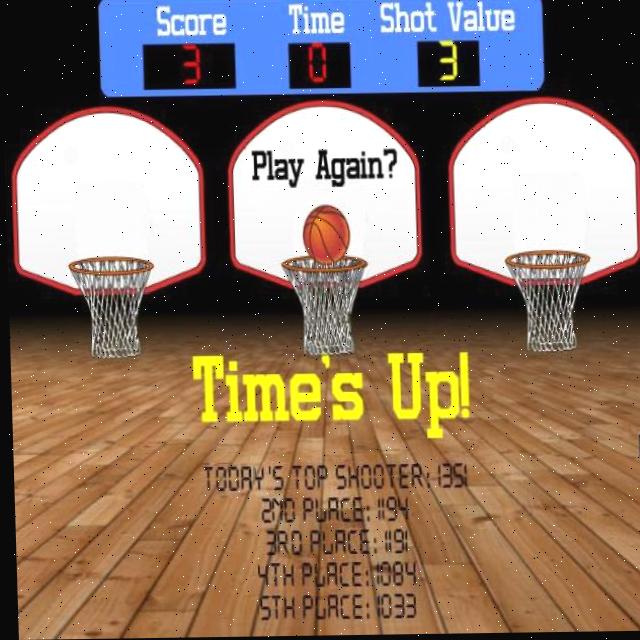 Score Time Shot Value
3 0 3
Play Again?
Time's Up!
TODAY'S TOP SHOOTER: 1351
2ND PLACE: 1194
3RD PLACE: 1191
4TH PLACE: 1084
5TH PLACE: 1033